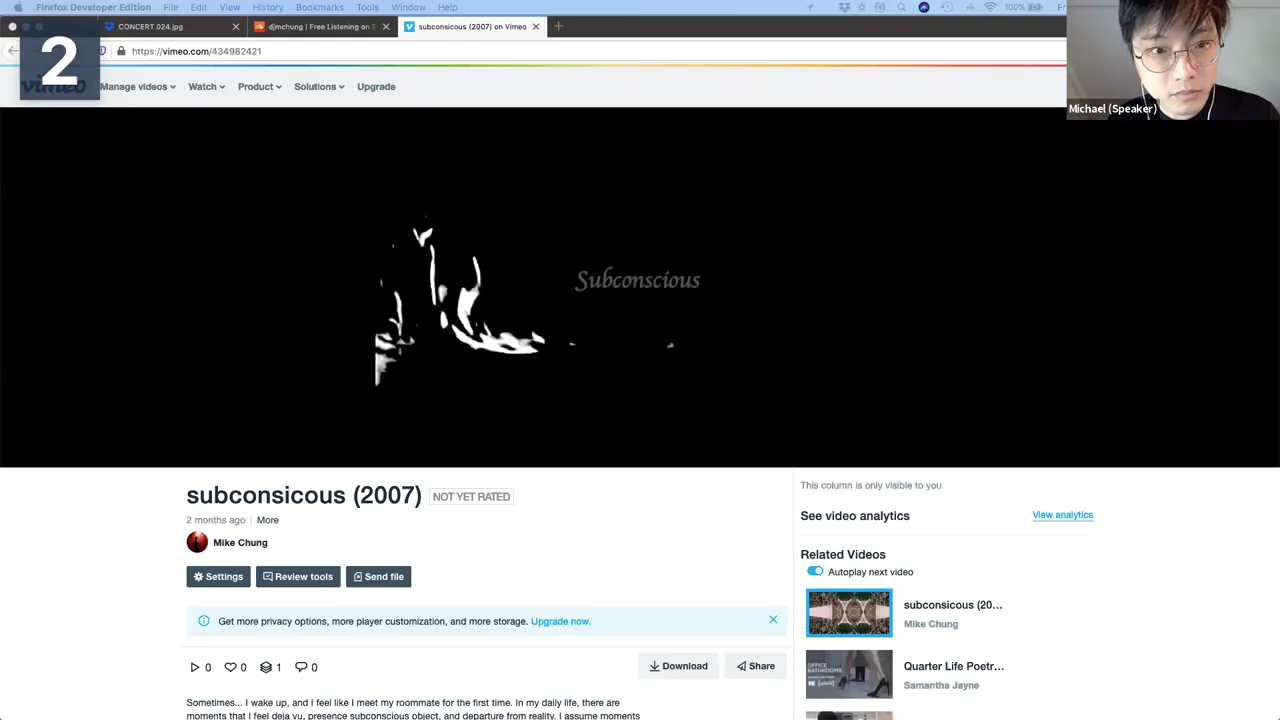 Firefox Developer Edition File Edit View History Bookmarks Tools Window Help 100%
CONCERT 024.jpg
djmchung | Free Listening on S
subconsicous (2007) on Vimeo
2
https://vimeo.com/434982421
vimeo
Manage videos Watch Product Solutions Upgrade
Michael (Speaker)
Subconscious
subconsicous (2007) NOT YET RATED
2 months ago | More
Mike Chung
Settings Review tools Send file
Get more privacy options, more player customization, and more storage. Upgrade now.
0 0 1 0
Download Share
Sometimes... I wake up, and I feel like I meet my roommate for the first time. In my daily life, there are
moments that I feel deja vu, presence subconscious object, and departure from reality. I assume moments
This column is only visible to you
See video analytics View analytics
Related Videos
Autoplay next video
subconsicous (20...
Mike Chung
OFFICE
BATHROOMS
Quarter Life Poetr...
Samantha Jayne